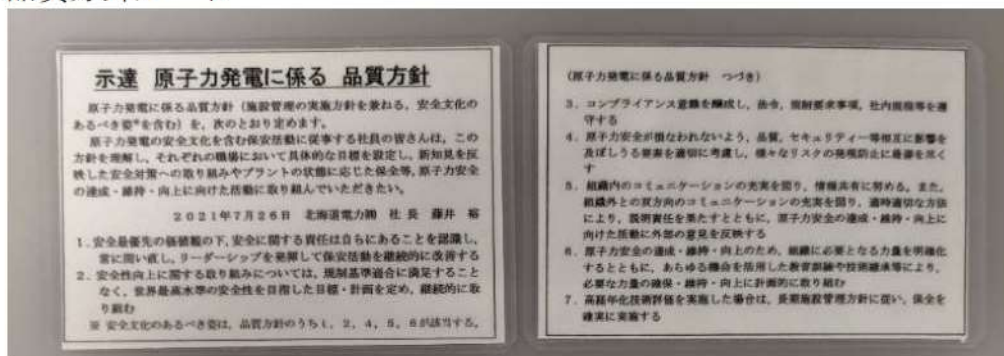 示達 原子力発電に係る 品質方針
原子力発電に係る品質方針（施設管理の実施方針を兼ねる、安全文化の
あるべき姿*を含む）を、次のとおり定めます。
原子力発電の安全文化を含む保安活動に従事する社員の皆さんは、この
方針を理解し、それぞれの職場において具体的な目標を設定し、新知見を反
映した安全対策への取り組みやプラントの状態に応じた保全等、原子力安全
の達成・維持・向上に向けた活動に取り組んでいただきたい。
2021年7月26日 北海道電力㈱ 社長 藤井 裕
1．安全最優先の価値観の下、安全に関する責任は自らにあることを認識し、
常に問い直し、リーダーシップを発揮して保安活動を継続的に改善する
2．安全性向上に関する取り組みについては、規制基準適合に満足すること
なく、世界最高水準の安全性を目指した目標・計画を定め、継続的に取
り組む
※ 安全文化のあるべき姿は、品質方針のうち1、2、4、5、6が該当する。
（原子力発電に係る品質方針 つづき）
3．コンプライアンス意識を醸成し、法令、規制要求事項、社内規程等を遵
守する
4．原子力安全が損なわれないよう、品質、セキュリティー等相互に影響を
及ぼしうる要素を適切に考慮し、様々なリスクの発現防止に最善を尽く
す
5．組織内のコミュニケーションの充実を図り、情報共有に努める。また、
組織外との双方向のコミュニケーションの充実を図り、適時適切な方法
により、説明責任を果たすとともに、原子力安全の達成・維持・向上に
向けた活動に外部の意見を反映する
6．原子力安全の達成・維持・向上のため、組織に必要となる力量を明確化
するとともに、あらゆる機会を活用した教育訓練や技術継承等により、
必要な力量の確保・維持・向上に計画的に取り組む
7．高経年化技術評価を実施した場合は、長期施設管理方針に従い、保全を
確実に実施する